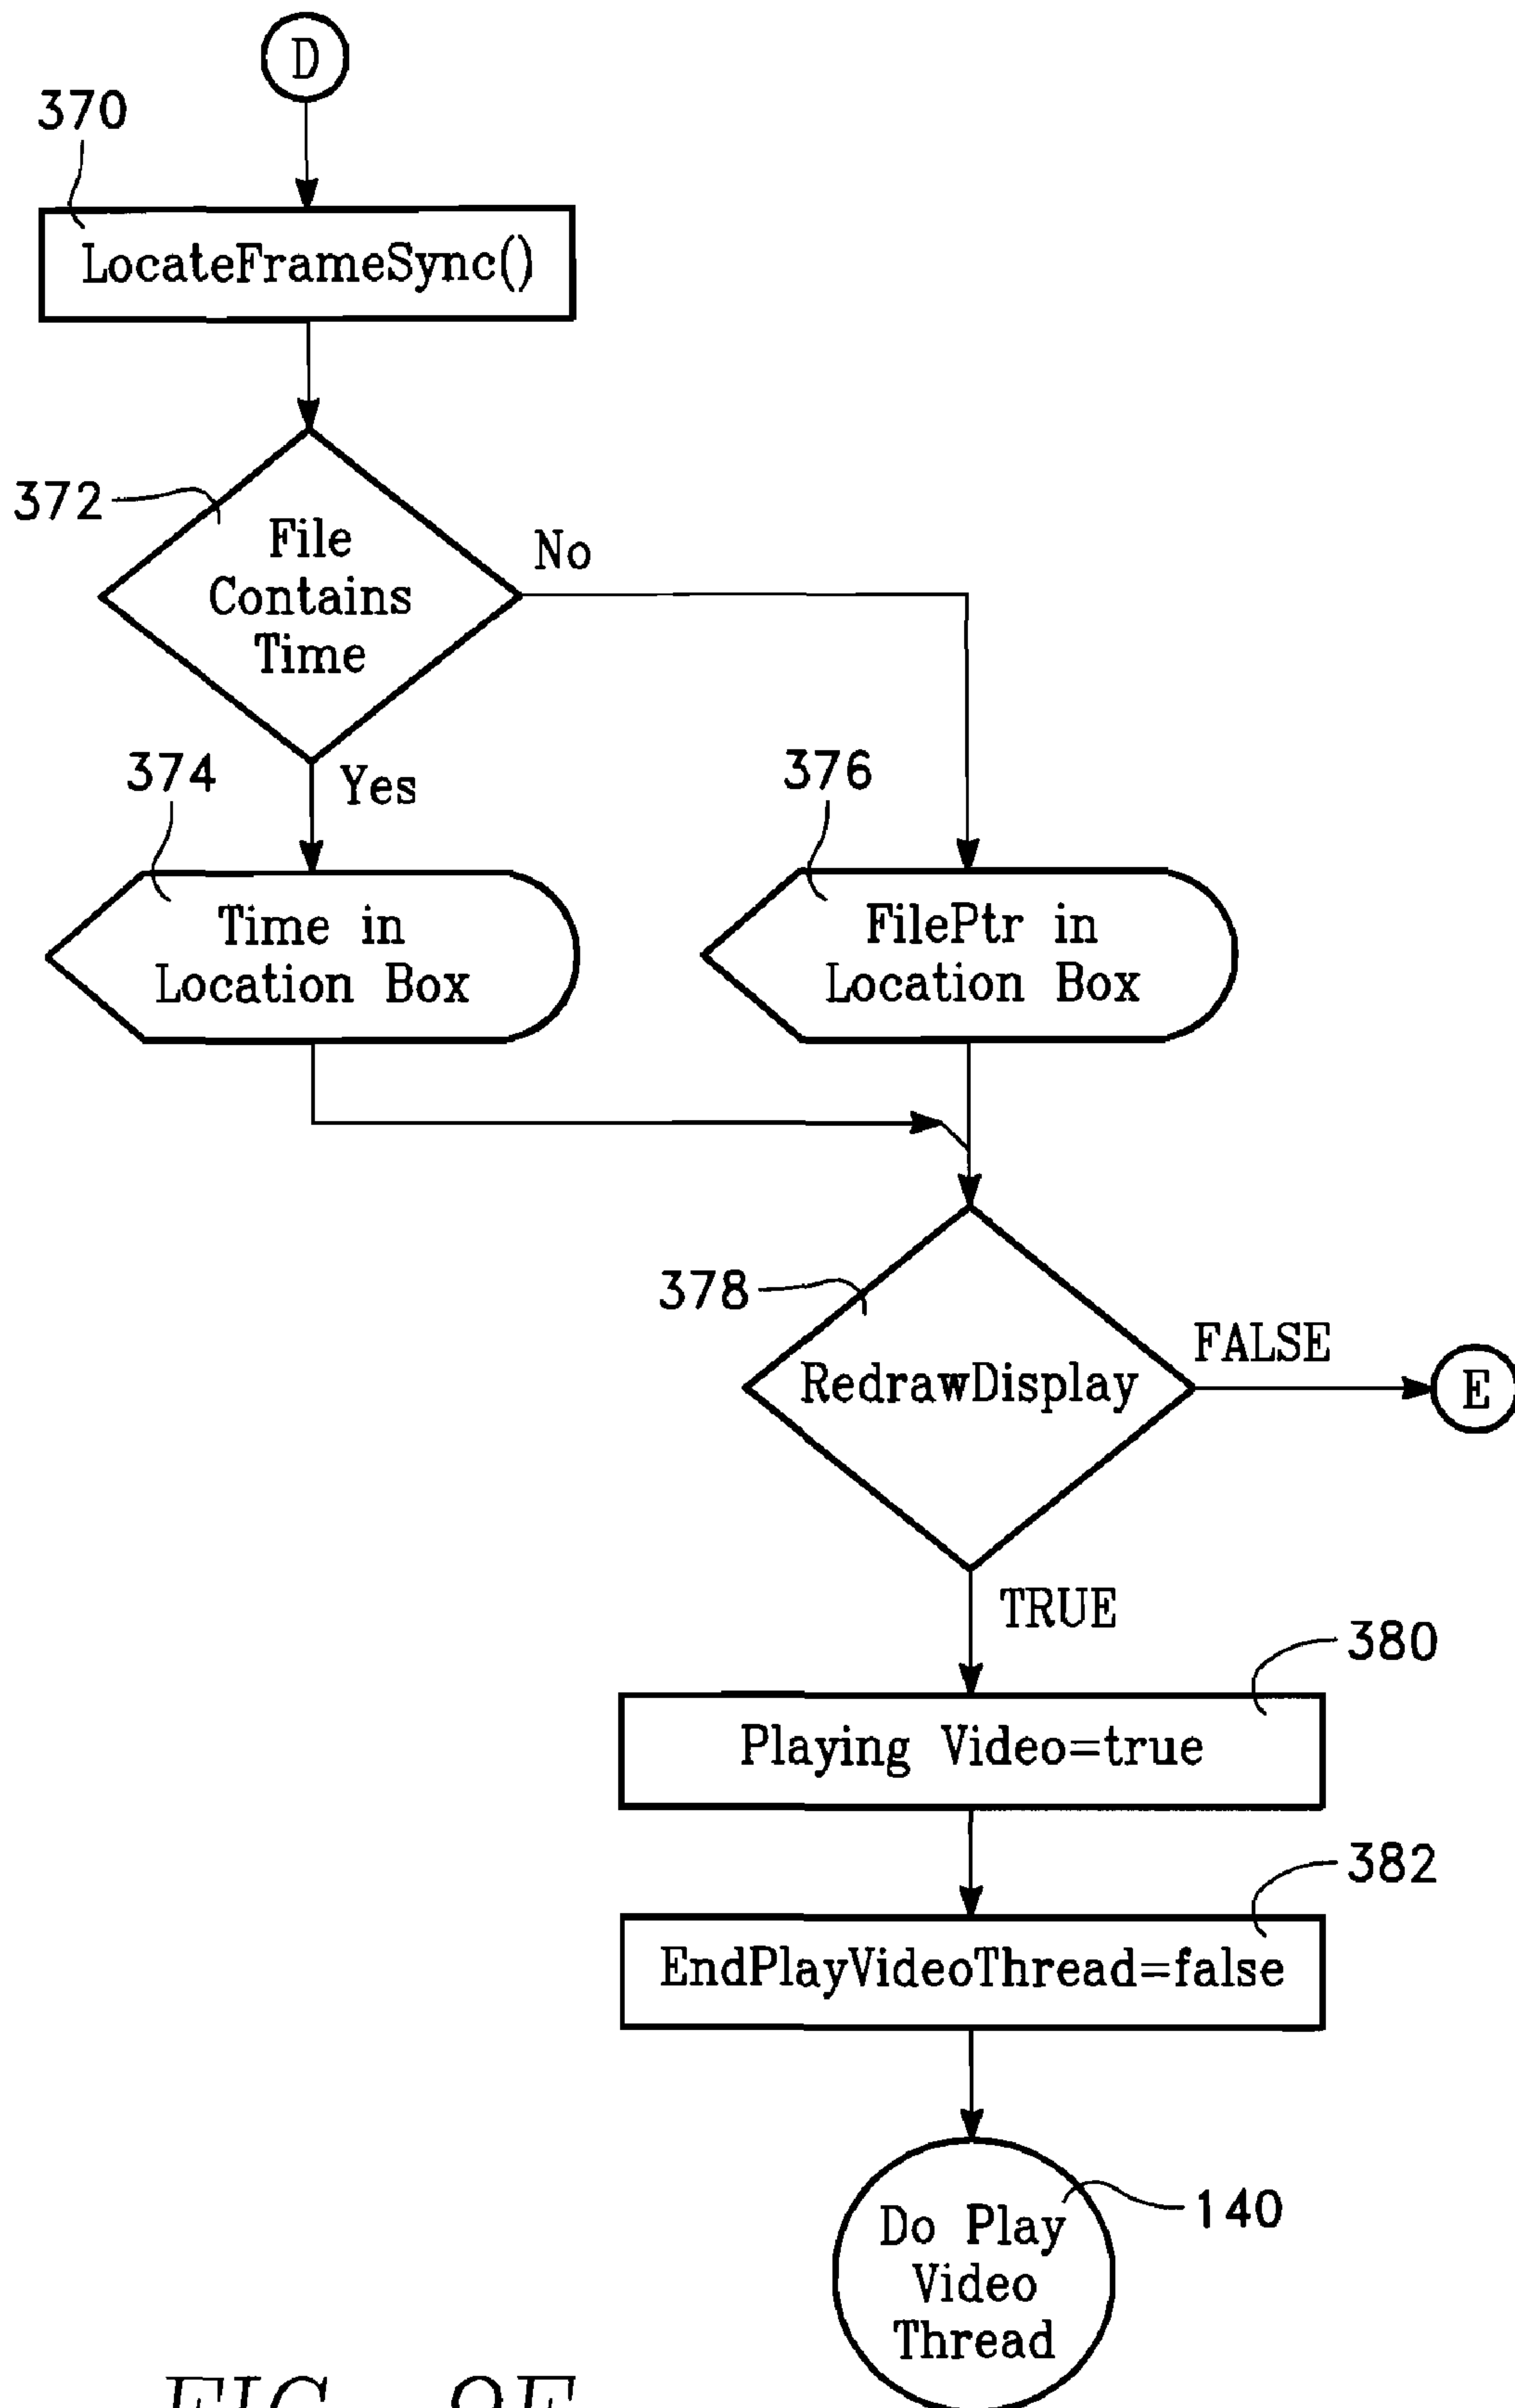 D
370
LocateFrameSync()
372
File
Contains
Time
No
Yes
374
Time in
Location Box
376
FilePtr in
Location Box
378
RedrawDisplay
FALSE
E
TRUE
380
Playing Video=true
382
EndPlayVideoThread=false
Do Play
Video
Thread
140
FIG.